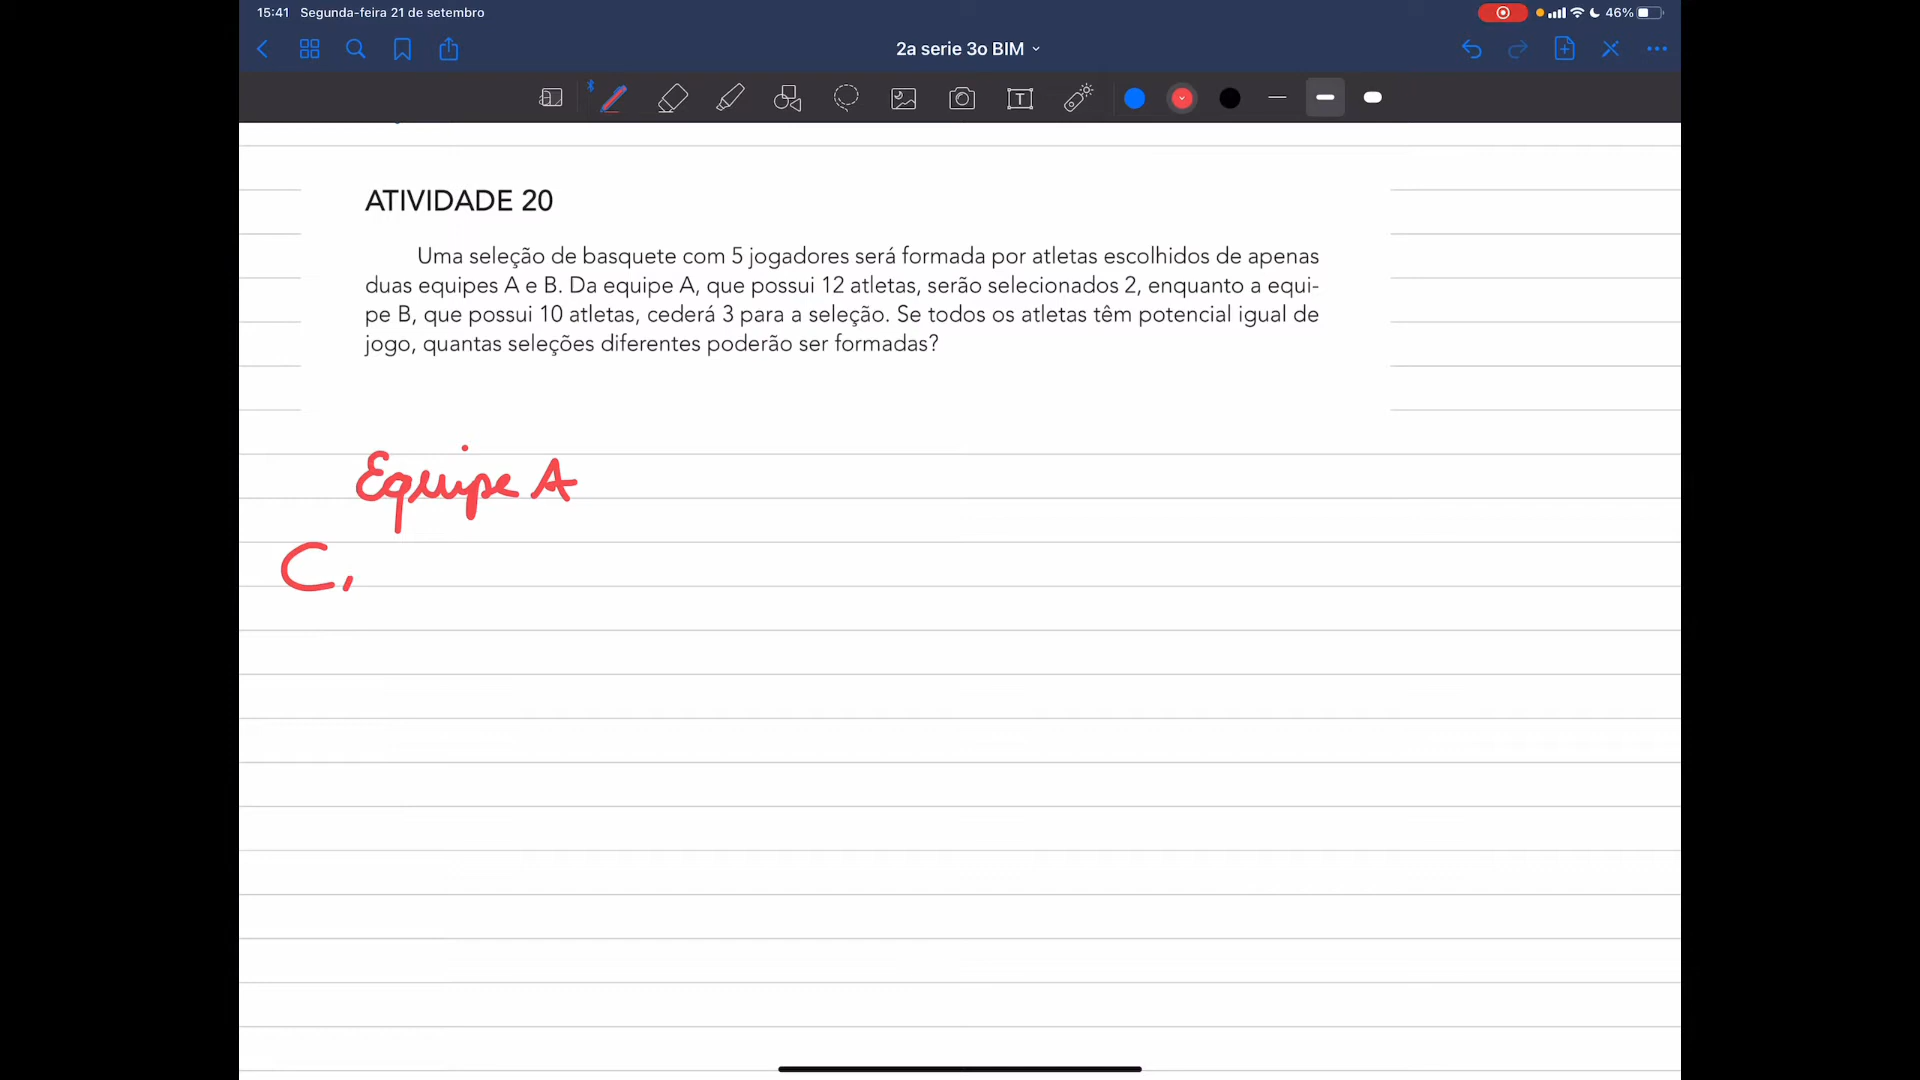 15:41 Segunda-feira 21 de setembro
46%
2a serie 3o BIM
T
ATIVIDADE 20
Uma seleção de basquete com 5 jogadores será formada por atletas escolhidos de apenas
duas equipes A e B. Da equipe A, que possui 12 atletas, serão selecionados 2, enquanto a equi-
pe B, que possui 10 atletas, cederá 3 para a seleção. Se todos os atletas têm potencial igual de
jogo, quantas seleções diferentes poderão ser formadas?
Equipe A
C,